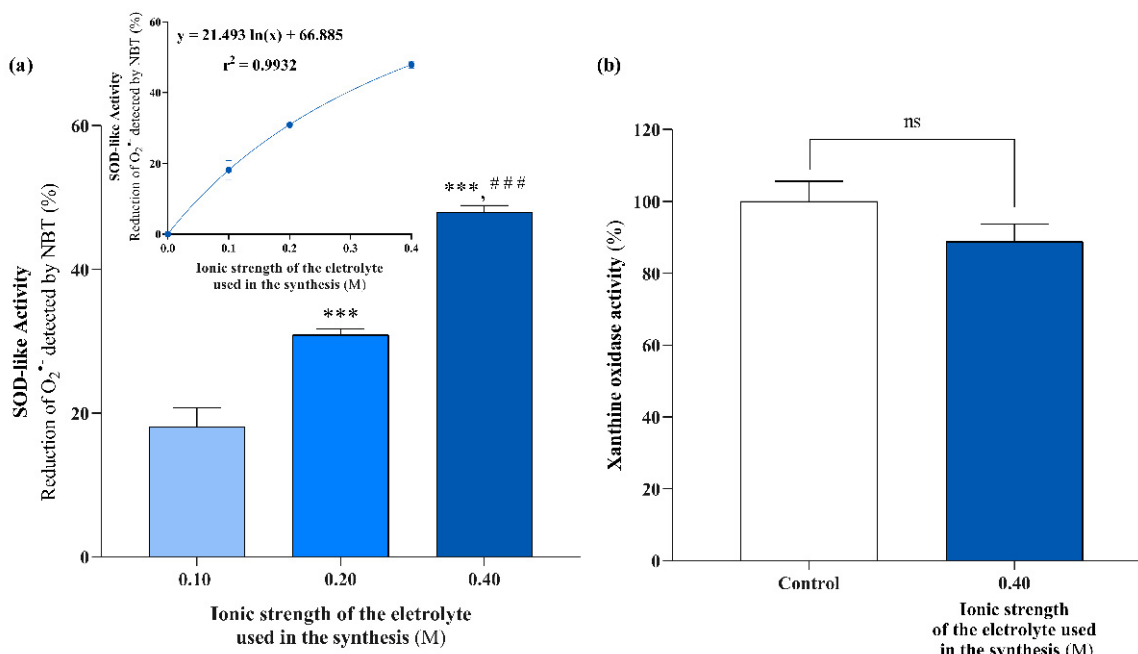 (a)
y = 21.493 ln(x) + 66.885
r² = 0.9932
SOD-like Activity
Reduction of O₂•- detected by NBT (%)
60
40
20
0
0.0 0.1 0.2 0.3 0.4
Ionic strength of the eletrolyte
used in the synthesis (M)
SOD-like Activity
Reduction of O₂•- detected by NBT (%)
60
40
20
0
***
***, ###
0.10 0.20 0.40
Ionic strength of the eletrolyte
used in the synthesis (M)
(b)
Xanthine oxidase activity (%)
120
100
80
60
40
20
0
ns
Control 0.40
Ionic strength
of the eletrolyte used
in the synthesis (M)